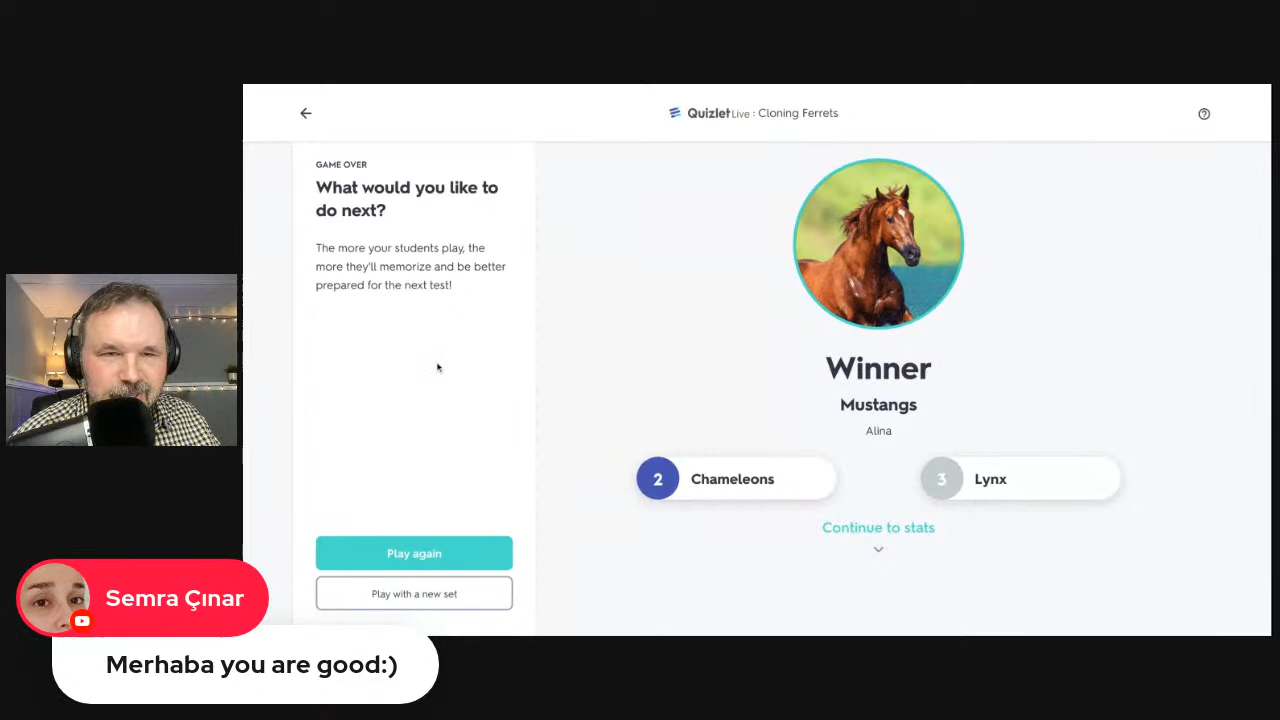 Quizlet Live : Cloning Ferrets
GAME OVER
What would you like to
do next?
The more your students play, the
more they'll memorize and be better
prepared for the next test!
Play again
Play with a new set
Winner
Mustangs
Alina
2 Chameleons
3 Lynx
Continue to stats
Semra Çınar
Merhaba you are good:)